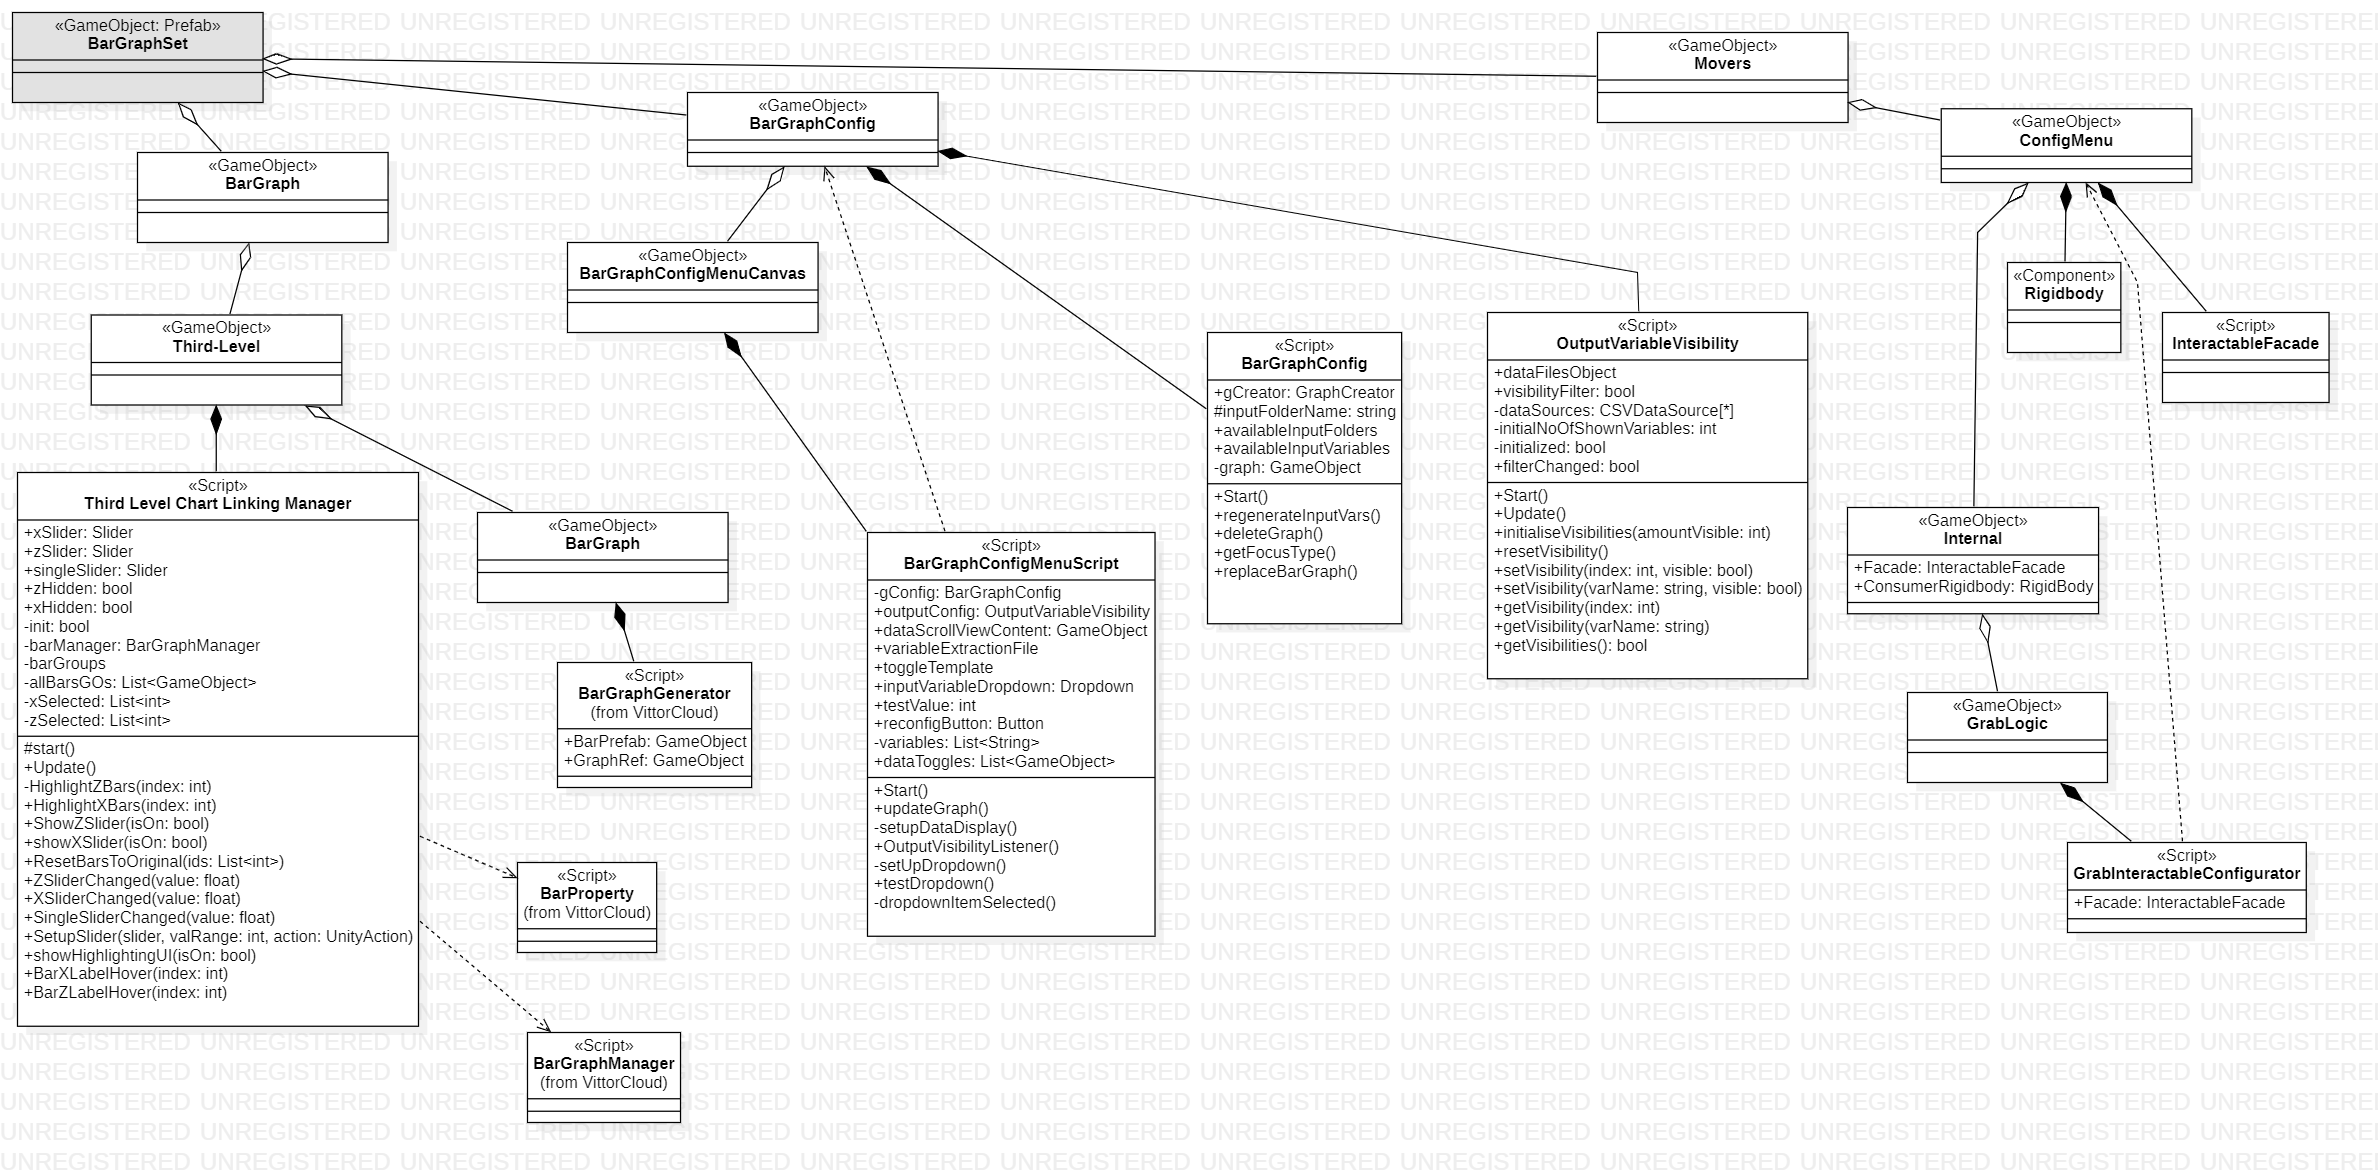 «GameObject: Prefab»
BarGraphSet
«GameObject»
Movers
«GameObject»
BarGraphConfig
«GameObject»
ConfigMenu
«GameObject»
BarGraph
«GameObject»
BarGraphConfigMenuCanvas
«Component»
Rigidbody
«GameObject»
Third-Level
«Script»
InteractableFacade
«Script»
BarGraphConfig
+gCreator: GraphCreator
#inputFolderName: string
+availableInputFolders
+availableInputVariables
-graph: GameObject
+Start()
+regenerateInputVars()
+deleteGraph()
+getFocusType()
+replaceBarGraph()
«Script»
OutputVariableVisibility
+dataFilesObject
+visibilityFilter: bool
-dataSources: CSVDataSource[*]
-initialNoOfShownVariables: int
-initialized: bool
+filterChanged: bool
+Start()
+Update()
+initialiseVisibilities(amountVisible: int)
+resetVisibility()
+setVisibility(index: int, visible: bool)
+setVisibility(varName: string, visible: bool)
+getVisibility(index: int)
+getVisibility(varName: string)
+getVisibilities(): bool
«Script»
Third Level Chart Linking Manager
+xSlider: Slider
+zSlider: Slider
+singleSlider: Slider
+zHidden: bool
+xHidden: bool
-init: bool
-barManager: BarGraphManager
-barGroups
-allBarsGOs: List<GameObject>
-xSelected: List<int>
-zSelected: List<int>
#start()
+Update()
-HighlightZBars(index: int)
+HighlightXBars(index: int)
+ShowZSlider(isOn: bool)
+showXSlider(isOn: bool)
+ResetBarsToOriginal(ids: List<int>)
+ZSliderChanged(value: float)
+XSliderChanged(value: float)
+SingleSliderChanged(value: float)
+SetupSlider(slider, valRange: int, action: UnityAction)
+showHighlightingUI(isOn: bool)
+BarXLabelHover(index: int)
+BarZLabelHover(index: int)
«GameObject»
BarGraph
«Script»
BarGraphGenerator
(from VittorCloud)
+BarPrefab: GameObject
+GraphRef: GameObject
«Script»
BarGraphConfigMenuScript
-gConfig: BarGraphConfig
+outputConfig: OutputVariableVisibility
+dataScrollViewContent: GameObject
+variableExtractionFile
+toggleTemplate
+inputVariableDropdown: Dropdown
+testValue: int
+reconfigButton: Button
-variables: List<String>
+dataToggles: List<GameObject>
+Start()
+updateGraph()
-setupDataDisplay()
+OutputVisibilityListener()
-setUpDropdown()
+testDropdown()
-dropdownItemSelected()
«GameObject»
Internal
+Facade: InteractableFacade
+ConsumerRigidbody: RigidBody
«GameObject»
GrabLogic
«Script»
GrabInteractableConfigurator
+Facade: InteractableFacade
«Script»
BarProperty
(from VittorCloud)
«Script»
BarGraphManager
(from VittorCloud)